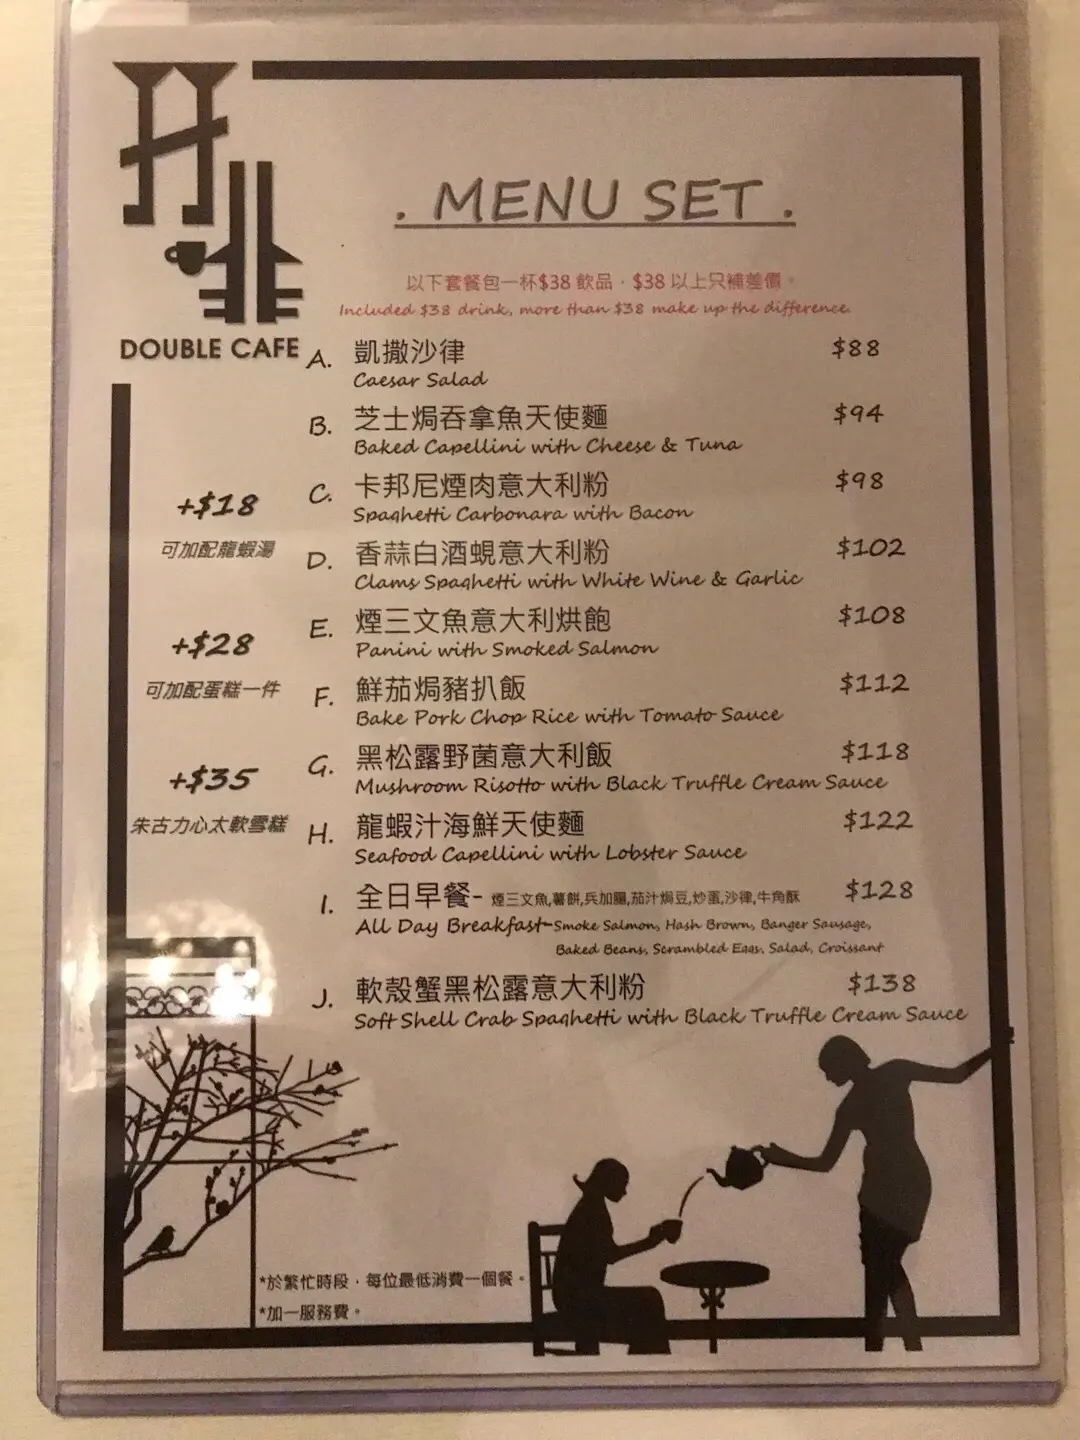 . MENU SET .
以下套餐包一杯$38 飲品，$38 以上只補差價。
Included $38 drink, more than $38 make up the difference.
DOUBLE CAFE
A. 凱撒沙律 $88
Caesar Salad
B. 芝士焗吞拿魚天使麵 $94
Baked Capellini with Cheese & Tuna
C. 卡邦尼煙肉意大利粉 $98
Spaghetti Carbonara with Bacon
D. 香蒜白酒蜆意大利粉 $102
Clams Spaghetti with White Wine & Garlic
E. 煙三文魚意大利烘飽 $108
Panini with Smoked Salmon
F. 鮮茄焗豬扒飯 $112
Bake Pork Chop Rice with Tomato Sauce
G. 黑松露野菌意大利飯 $118
Mushroom Risotto with Black Truffle Cream Sauce
H. 龍蝦汁海鮮天使麵 $122
Seafood Capellini with Lobster Sauce
I. 全日早餐- 煙三文魚,薯餅,兵加腸,茄汁焗豆,炒蛋,沙律,牛角酥 $128
All Day Breakfast-Smoke Salmon, Hash Brown, Banger Sausage,
Baked Beans, Scrambled Eggs, Salad, Croissant
J. 軟殼蟹黑松露意大利粉 $138
Soft Shell Crab Spaghetti with Black Truffle Cream Sauce
+$18
可加配龍蝦湯
+$28
可加配蛋糕一件
+$35
朱古力心太軟雪糕
*於繁忙時段，每位最低消費一個餐。
*加一服務費。